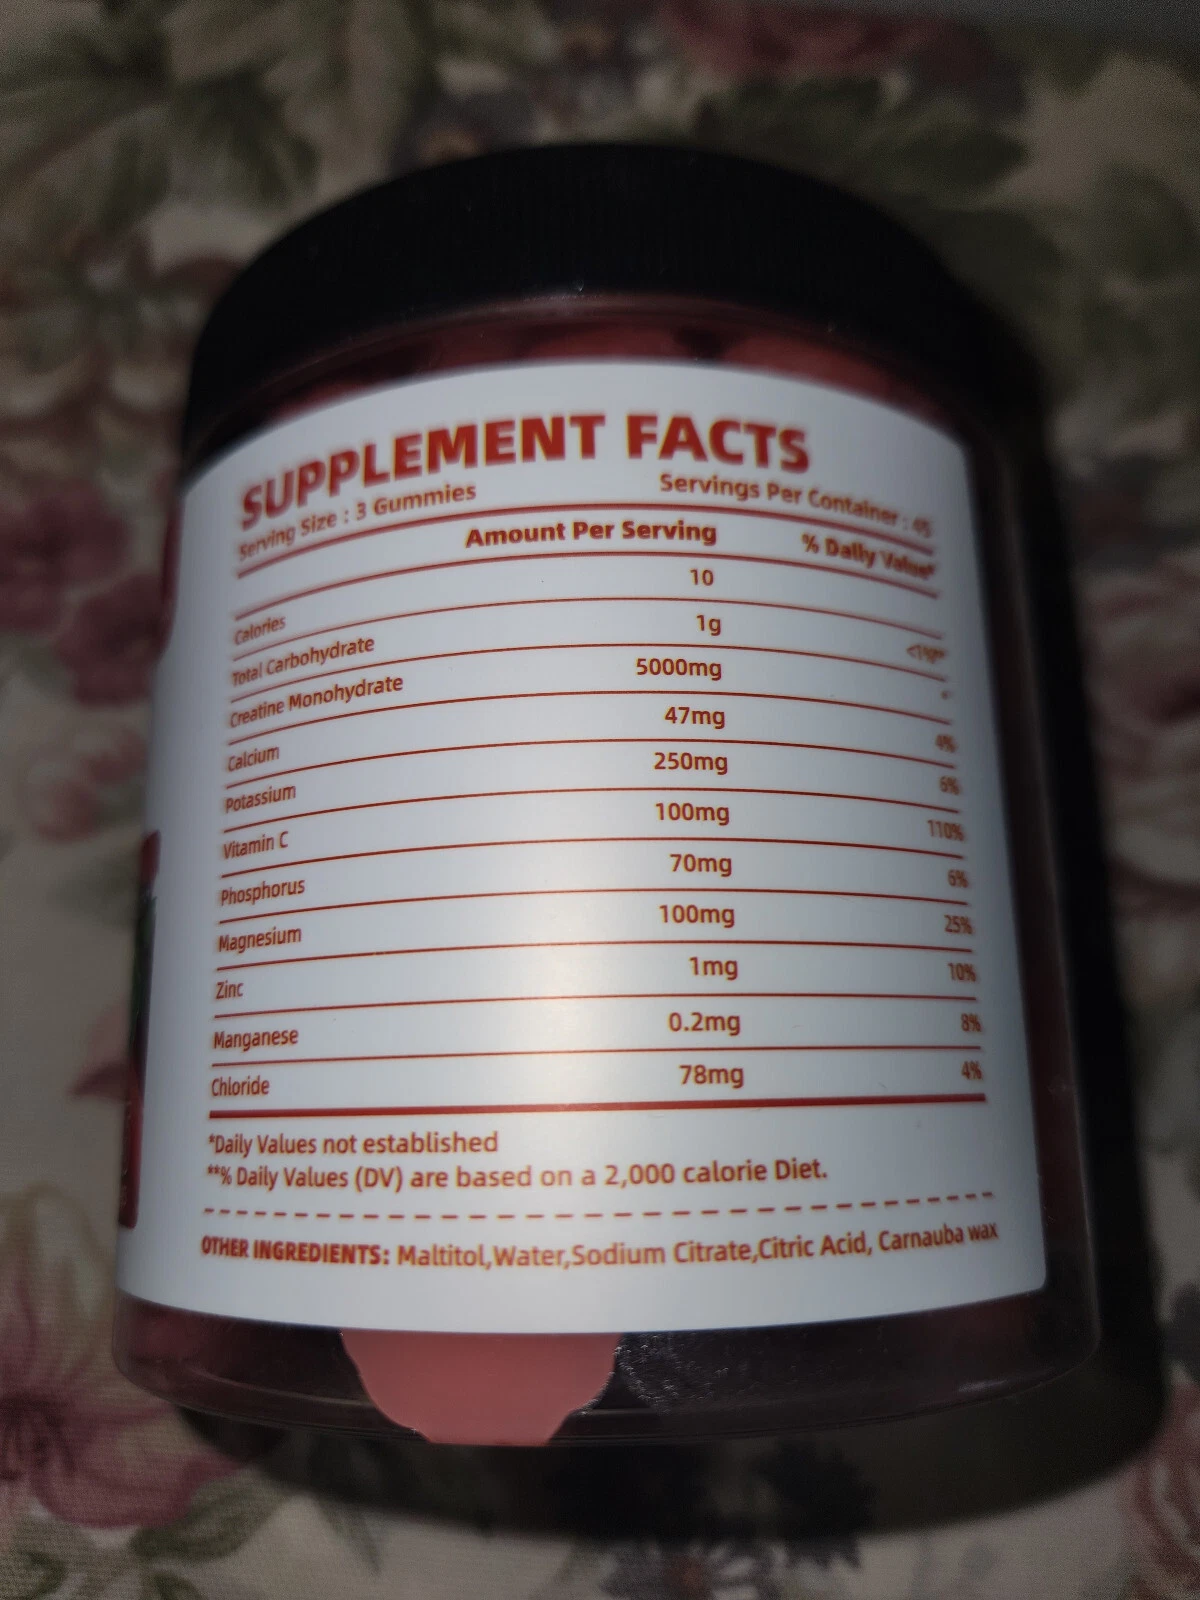 SUPPLEMENT FACTS
Serving Size : 3 Gummies Servings Per Container : 45
Amount Per Serving % Daily Value*
Calories 10
Total Carbohydrate 1g <1%**
Creatine Monohydrate 5000mg *
Calcium 47mg 4%
Potassium 250mg 6%
Vitamin C 100mg 110%
Phosphorus 70mg 6%
Magnesium 100mg 25%
Zinc 1mg 10%
Manganese 0.2mg 8%
Chloride 78mg 4%
*Daily Values not established
**% Daily Values (DV) are based on a 2,000 calorie Diet.
OTHER INGREDIENTS: Maltitol,Water,Sodium Citrate,Citric Acid, Carnauba wax